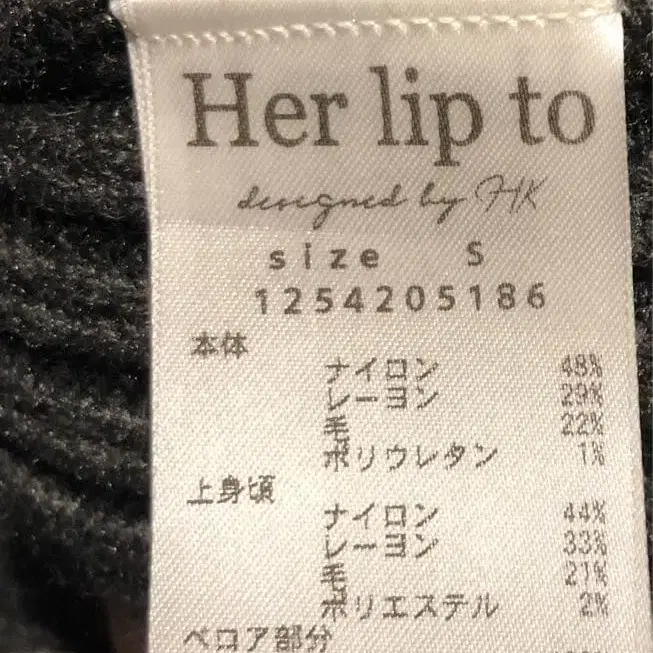 Her lip to
designed by HK
size S
1254205186
本体
ナイロン 48%
レーヨン 29%
毛 22%
ポリウレタン 1%
上身頃
ナイロン 44%
レーヨン 33%
毛 21%
ポリエステル 2%
ベロア部分